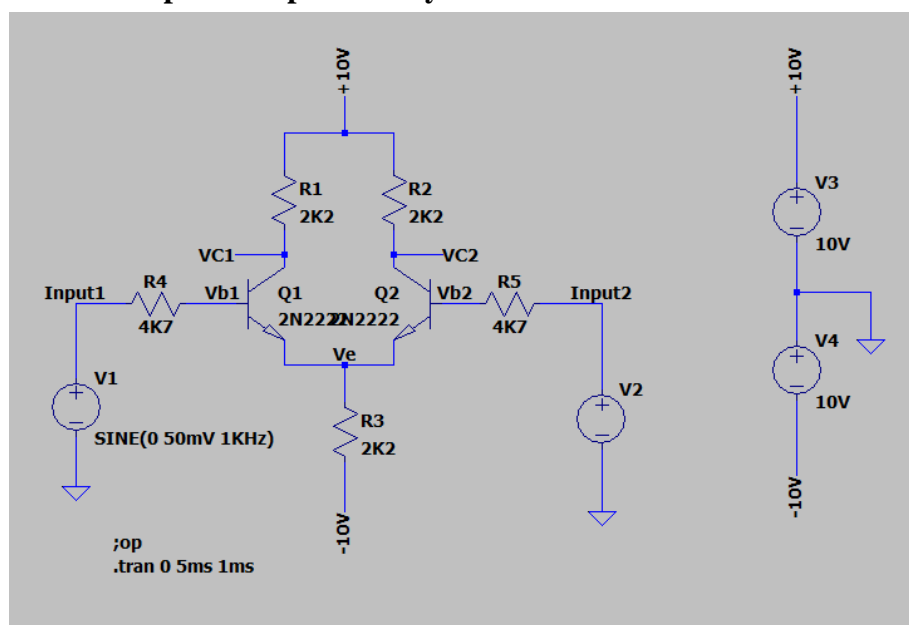 +10V
+10V
R1
2K2
R2
2K2
V3
10V
VC1
VC2
Input1
R4
4K7
Vb1
Q1
2N2222
Q2
2N2222
Vb2
R5
4K7
Input2
Ve
V4
10V
V1
SINE(0 50mV 1KHz)
R3
2K2
V2
-10V
-10V
;op
.tran 0 5ms 1ms